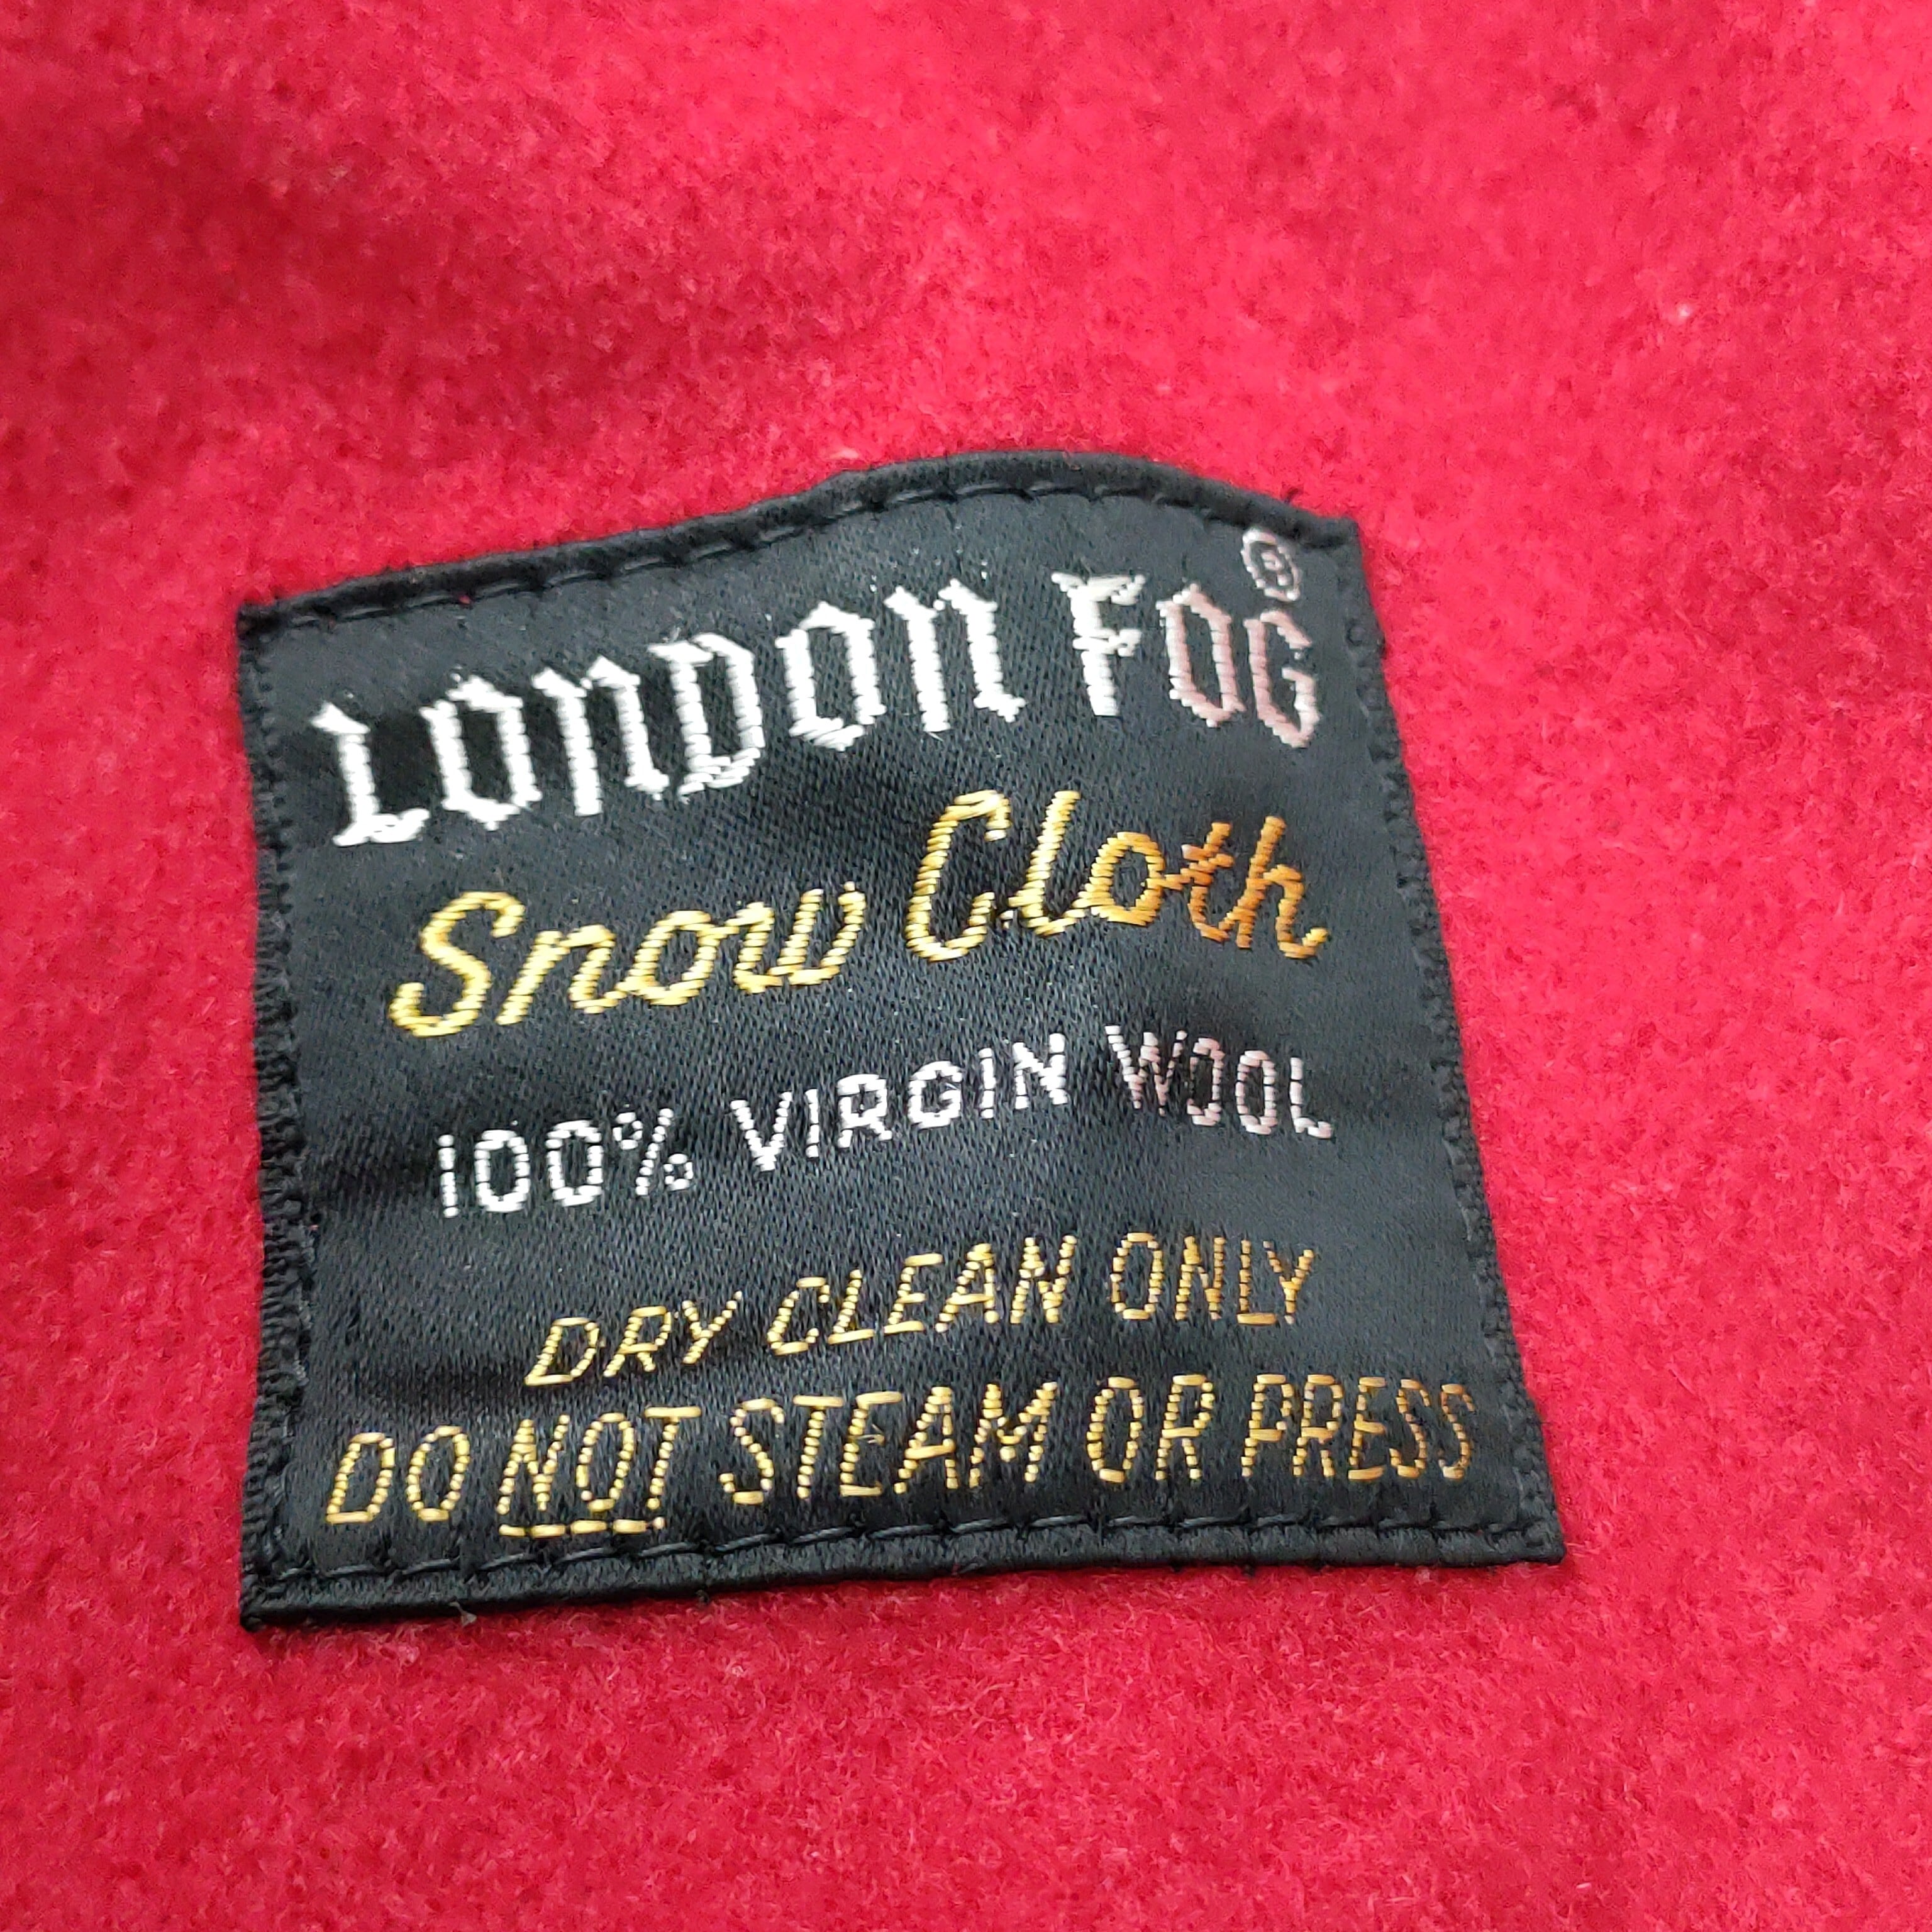 LONDON FOG®
Snow Cloth
100% VIRGIN WOOL
DRY CLEAN ONLY
DO NOT STEAM OR PRESS